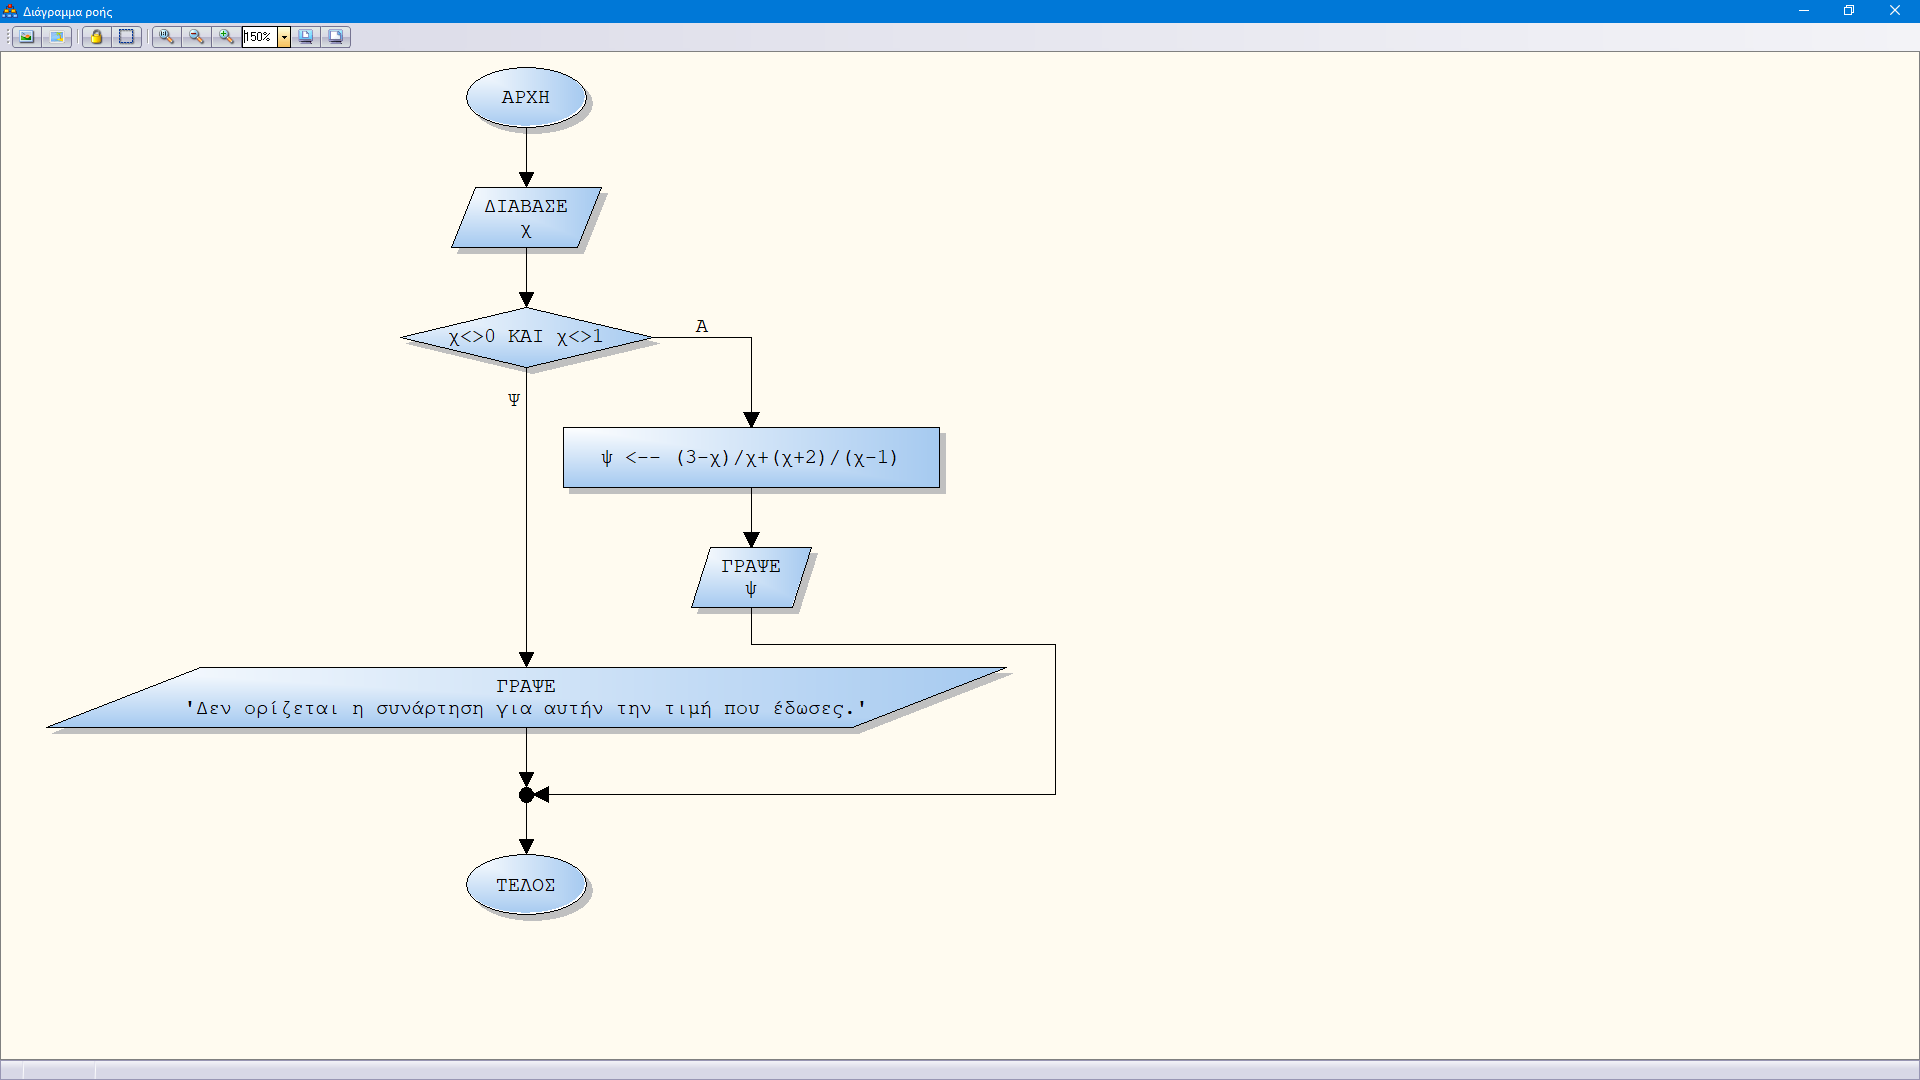 Διάγραμμα ροής
150%
ΑΡΧΗ
ΔΙΑΒΑΣΕ
χ
χ<>0 ΚΑΙ χ<>1
Α
Ψ
ψ <-- (3-χ)/χ+(χ+2)/(χ-1)
ΓΡΑΨΕ
ψ
ΓΡΑΨΕ
'Δεν ορίζεται η συνάρτηση για αυτήν την τιμή που έδωσες.'
ΤΕΛΟΣ